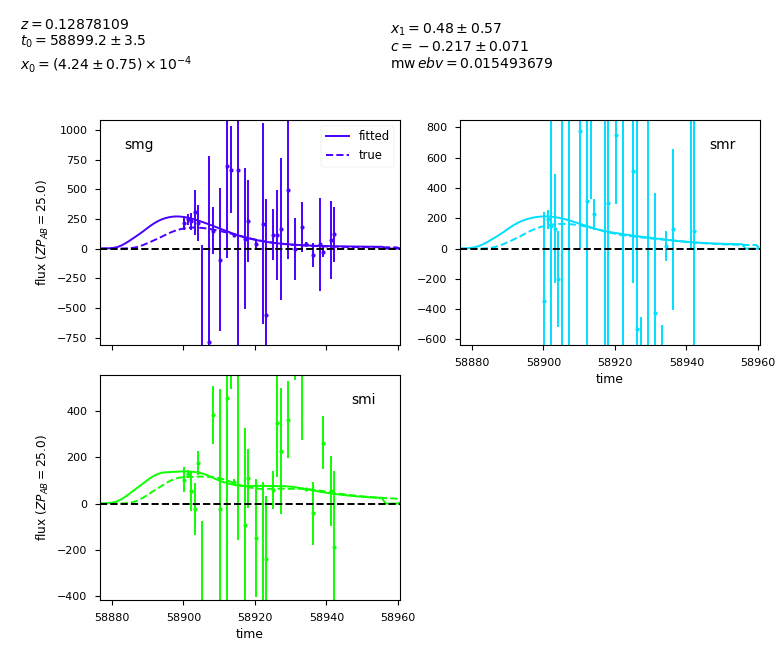 z = 0.12878109
t₀ = 58899.2 ± 3.5
x₀ = (4.24 ± 0.75) × 10⁻⁴
x₁ = 0.48 ± 0.57
c = −0.217 ± 0.071
mw ebv = 0.015493679
smg
fitted
true
1000
750
500
250
0
−250
−500
−750
flux (ZP_AB = 25.0)
smr
800
600
400
200
0
−200
−400
−600
58880 58900 58920 58940 58960
time
smi
400
200
0
−200
−400
flux (ZP_AB = 25.0)
58880 58900 58920 58940 58960
time